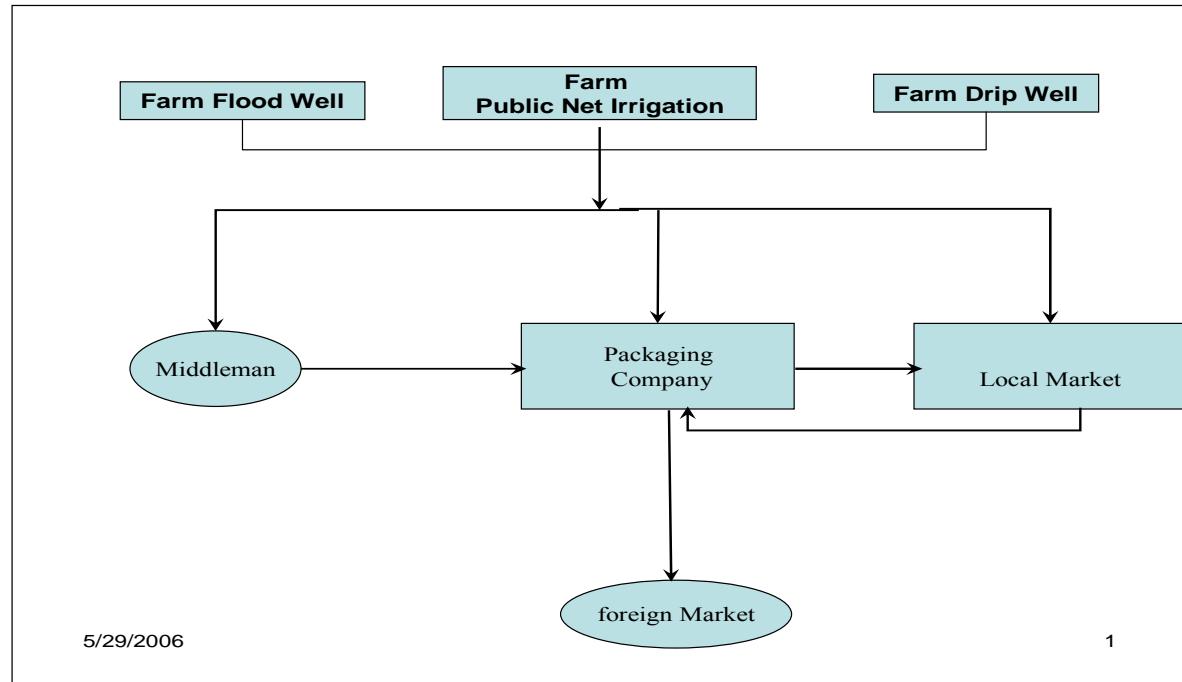 Farm Flood Well
Farm
Public Net Irrigation
Farm Drip Well
Middleman
Packaging
Company
Local Market
foreign Market
5/29/2006
1